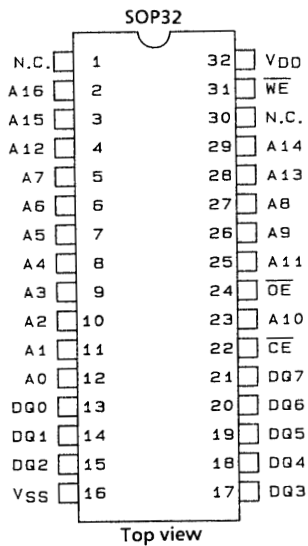 SOP32
N.C. 1 32 VDD
A16 2 31 W̅E̅
A15 3 30 N.C.
A12 4 29 A14
A7 5 28 A13
A6 6 27 A8
A5 7 26 A9
A4 8 25 A11
A3 9 24 O̅E̅
A2 10 23 A10
A1 11 22 C̅E̅
A0 12 21 DQ7
DQ0 13 20 DQ6
DQ1 14 19 DQ5
DQ2 15 18 DQ4
VSS 16 17 DQ3
Top view